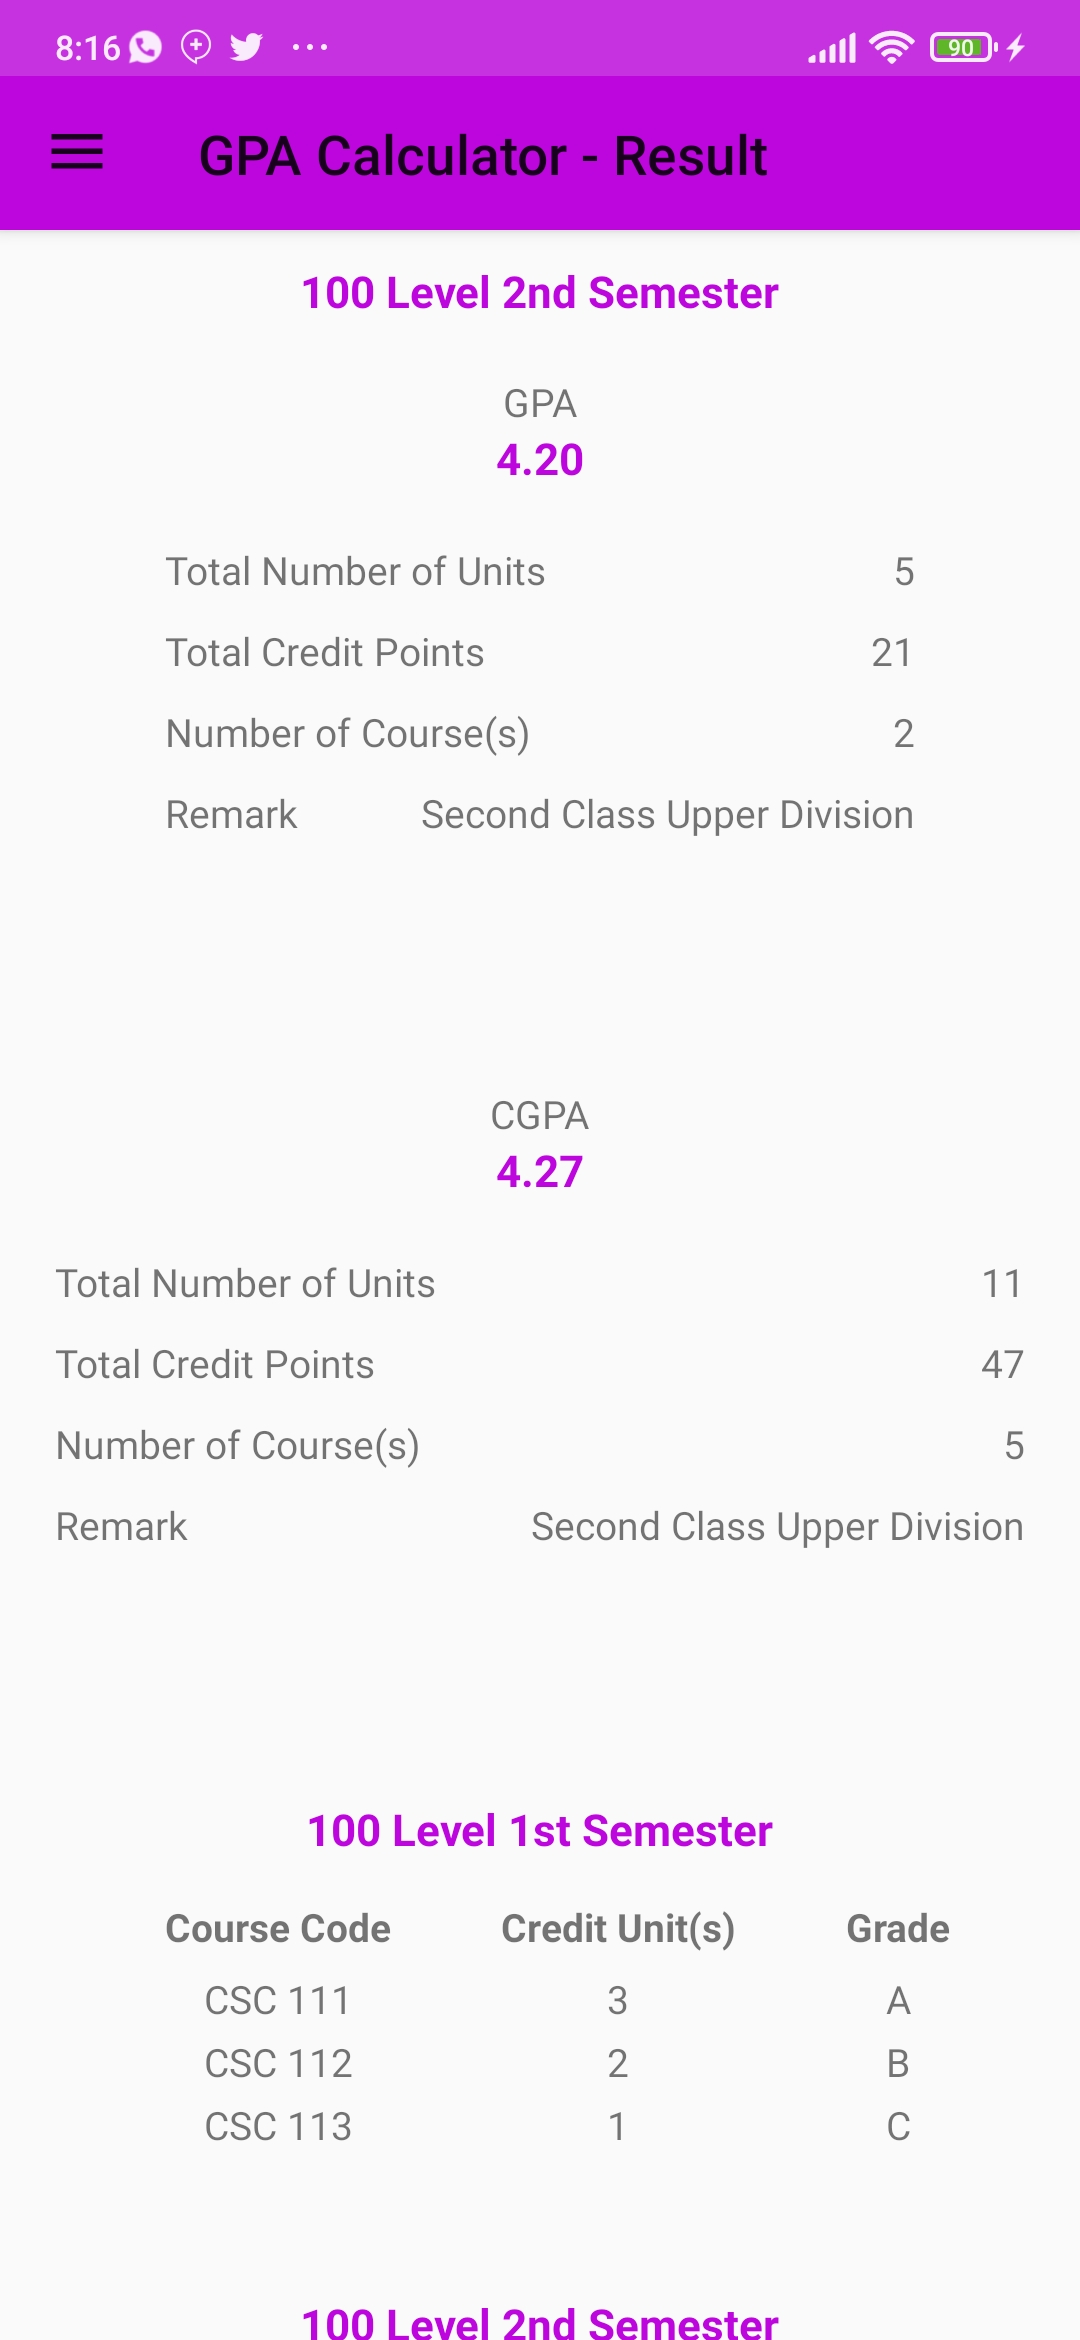 8:16 ... 90
GPA Calculator - Result
100 Level 2nd Semester
GPA
4.20
Total Number of Units 5
Total Credit Points 21
Number of Course(s) 2
Remark Second Class Upper Division
CGPA
4.27
Total Number of Units 11
Total Credit Points 47
Number of Course(s) 5
Remark Second Class Upper Division
100 Level 1st Semester
Course Code Credit Unit(s) Grade
CSC 111 3 A
CSC 112 2 B
CSC 113 1 C
100 Level 2nd Semester